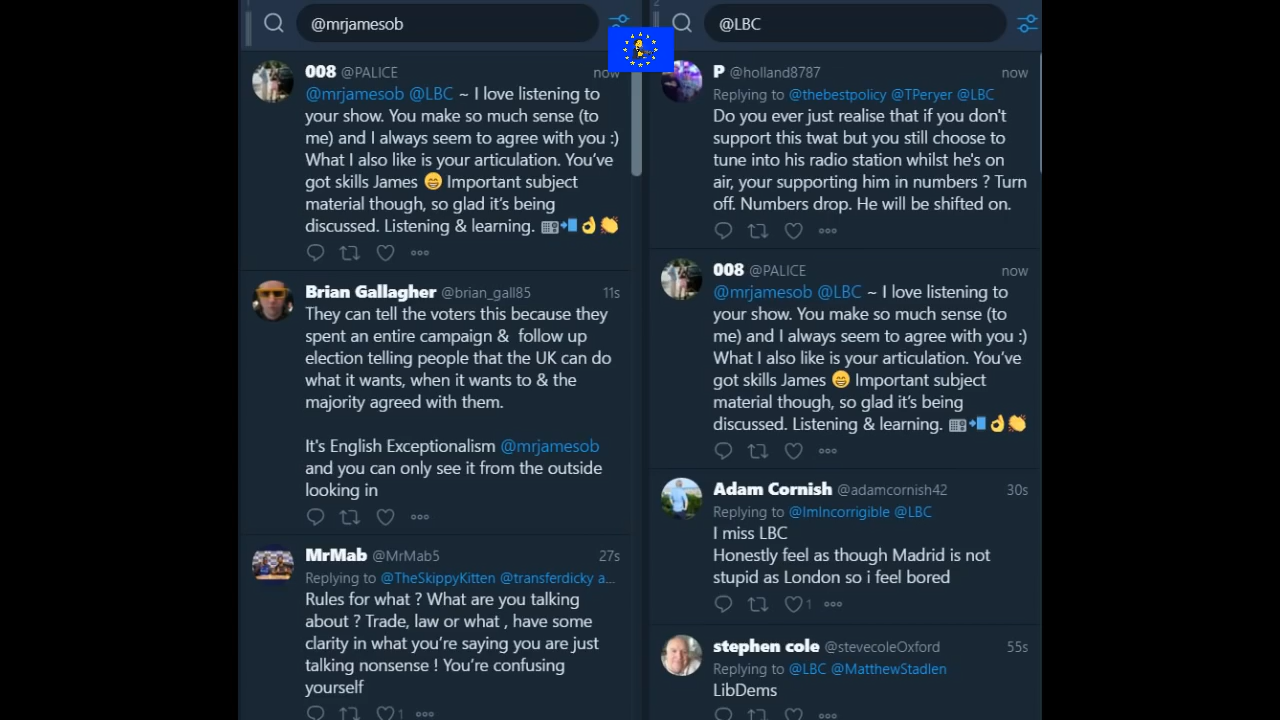 @mrjamesob
008 @PALICE now
@mrjamesob @LBC ~ I love listening to
your show. You make so much sense (to
me) and I always seem to agree with you :)
What I also like is your articulation. You've
got skills James 😁 Important subject
material though, so glad it's being
discussed. Listening & learning. 📻📲👌👏
Brian Gallagher @brian_gall85 11s
They can tell the voters this because they
spent an entire campaign & follow up
election telling people that the UK can do
what it wants, when it wants to & the
majority agreed with them.
It's English Exceptionalism @mrjamesob
and you can only see it from the outside
looking in
MrMab @MrMab5 27s
Replying to @TheSkippyKitten @transferdicky a...
Rules for what ? What are you talking
about ? Trade, law or what , have some
clarity in what you're saying you are just
talking nonsense ! You're confusing
yourself
1
2
@LBC
P @holland8787 now
Replying to @thebestpolicy @TPeryer @LBC
Do you ever just realise that if you don't
support this twat but you still choose to
tune into his radio station whilst he's on
air, your supporting him in numbers ? Turn
off. Numbers drop. He will be shifted on.
008 @PALICE now
@mrjamesob @LBC ~ I love listening to
your show. You make so much sense (to
me) and I always seem to agree with you :)
What I also like is your articulation. You've
got skills James 😁 Important subject
material though, so glad it's being
discussed. Listening & learning. 📻📲👌👏
Adam Cornish @adamcornish42 30s
Replying to @ImIncorrigible @LBC
I miss LBC
Honestly feel as though Madrid is not
stupid as London so i feel bored
1
stephen cole @stevecoleOxford 55s
Replying to @LBC @MatthewStadlen
LibDems